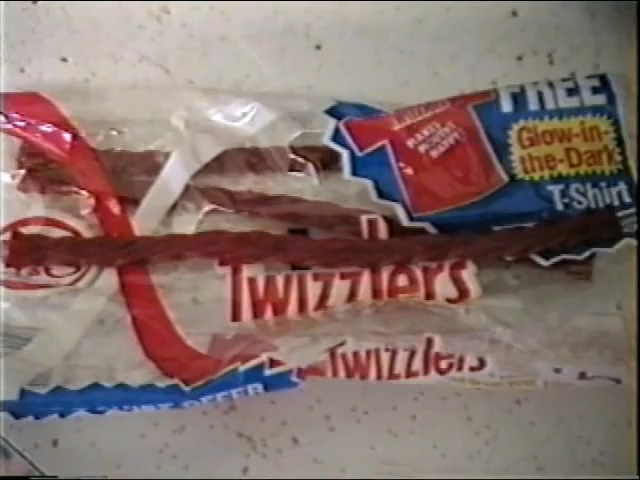 FREE
MAKES
MOUTHS
HAPPY!
Glow-in-
the-Dark
T-Shirt
TWIZZlers
TWIZZlers
OFFER